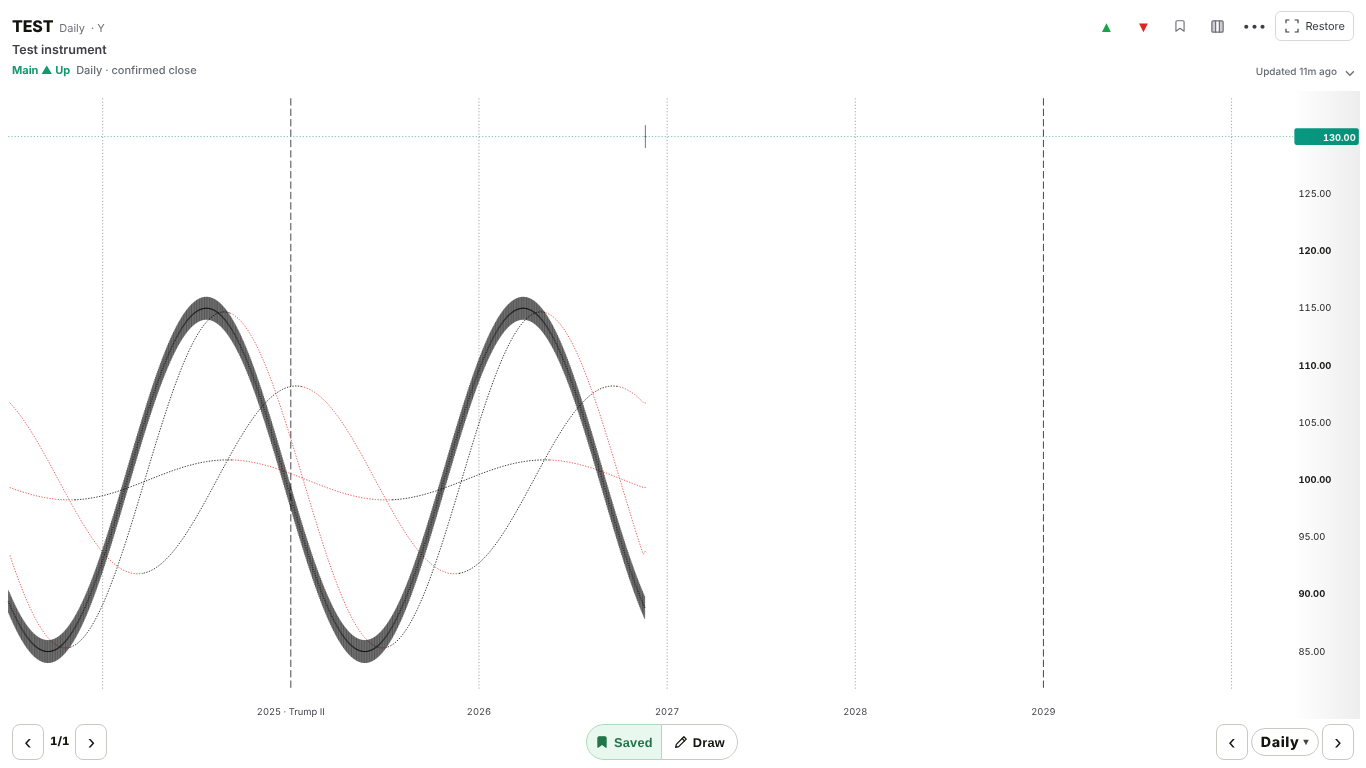 TEST Daily · Y
Restore
Test instrument
Main ▲ Up Daily · confirmed close
Updated 11m ago
130.00
125.00
120.00
115.00
110.00
105.00
100.00
95.00
90.00
85.00
2025 · Trump II
2026
2027
2028
2029
‹ 1/1 ›
Saved
Draw
‹ Daily ▾ ›